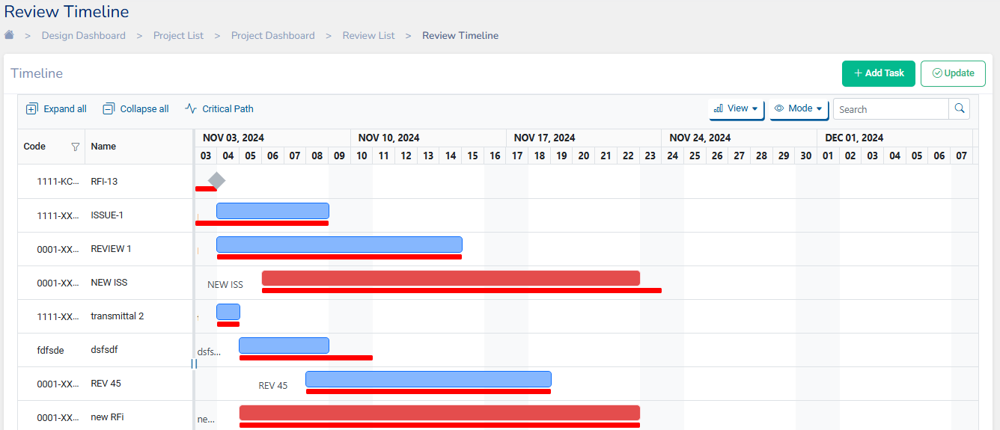 Review Timeline
> Design Dashboard > Project List > Project Dashboard > Review List > Review Timeline
Timeline
+ Add Task Update
Expand all Collapse all Critical Path View Mode Search
Code Name NOV 03, 2024 NOV 10, 2024 NOV 17, 2024 NOV 24, 2024 DEC 01, 2024
03 04 05 06 07 08 09 10 11 12 13 14 15 16 17 18 19 20 21 22 23 24 25 26 27 28 29 30 01 02 03 04 05 06 07
1111-KC... RFI-13
1111-XX... ISSUE-1
0001-XX... REVIEW 1
0001-XX... NEW ISS NEW ISS
1111-XX... transmittal 2
fdfsde dsfsdf dsfs...
0001-XX... REV 45 REV 45
0001-XX... new RFi ne...